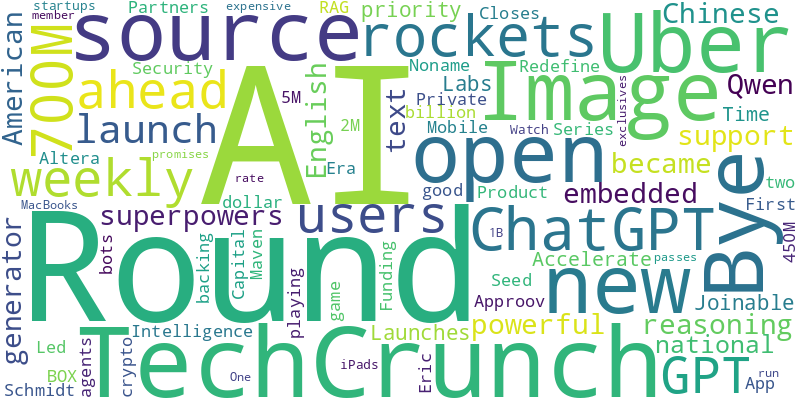 startups
Partners
expensive
RAG
priority
Closes
Chinese
member
American
700M
source
rockets
Uber
Security
Noname
Redefine
AI
Image
ahead
5M
English
text
Labs
Private
billion
Qwen
exclusives
launch
2M
Mobile
Watch
Series
Time
support
Altera
promises
Era
open
became
two
weekly
rate
good
Product
embedded
First
MacBooks
dollar
users
superpowers
Round
ChatGPT
1B
Bye
450M
generator
bots
backing
Capital
Maven
Accelerate
passes
new
Seed
Joinable
playing
game
Funding
Approov
Intelligence
Launches
powerful
reasoning
national
Led
TechCrunch
BOX
agents
crypto
One
iPads
Eric
GPT
run
App
Schmidt